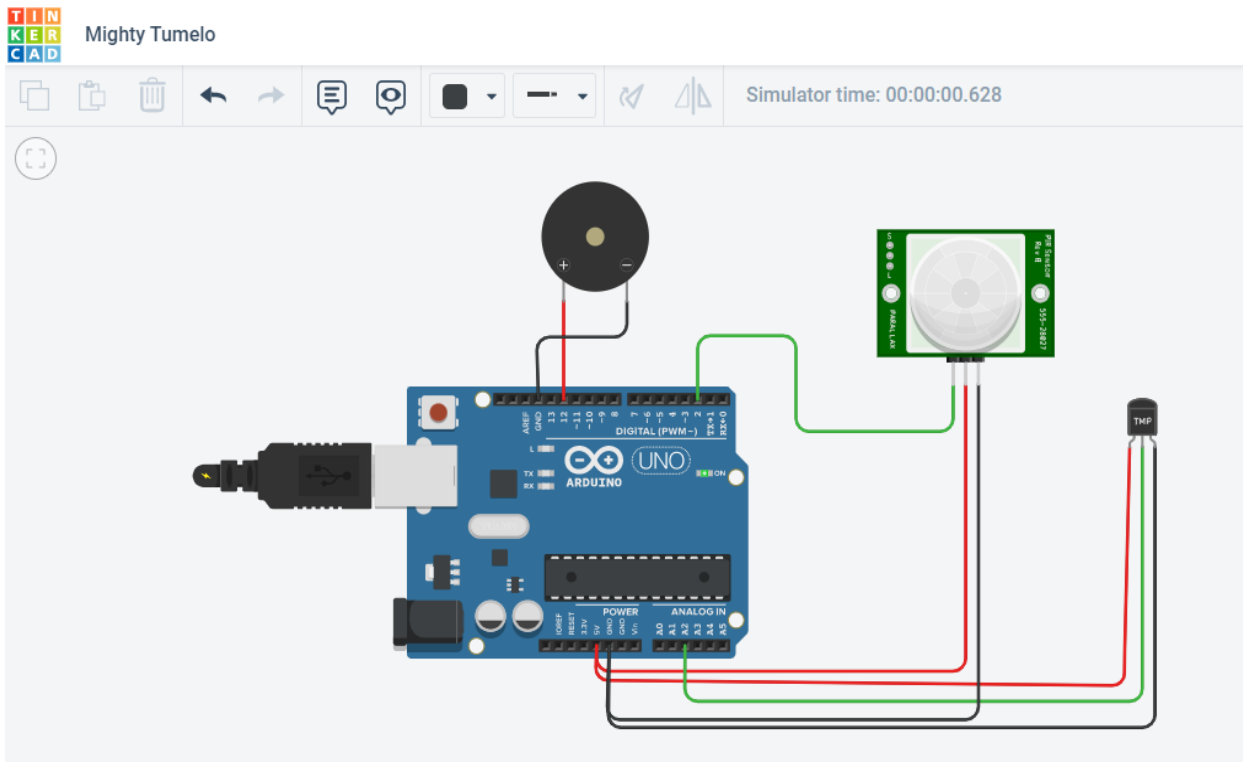 TIN
KER
CAD
Mighty Tumelo
Simulator time: 00:00:00.628
+
−
S
L
PIR Sensor
Rev B
PARALLAX
555-28027
TMP
AREF
GND
13
12
~11
~10
~9
8
7
~6
~5
4
~3
2
TX→1
RX←0
DIGITAL (PWM~)
L
TX
RX
UNO
ON
ARDUINO
POWER
ANALOG IN
IOREF
RESET
3.3V
5V
GND
GND
Vin
A0
A1
A2
A3
A4
A5